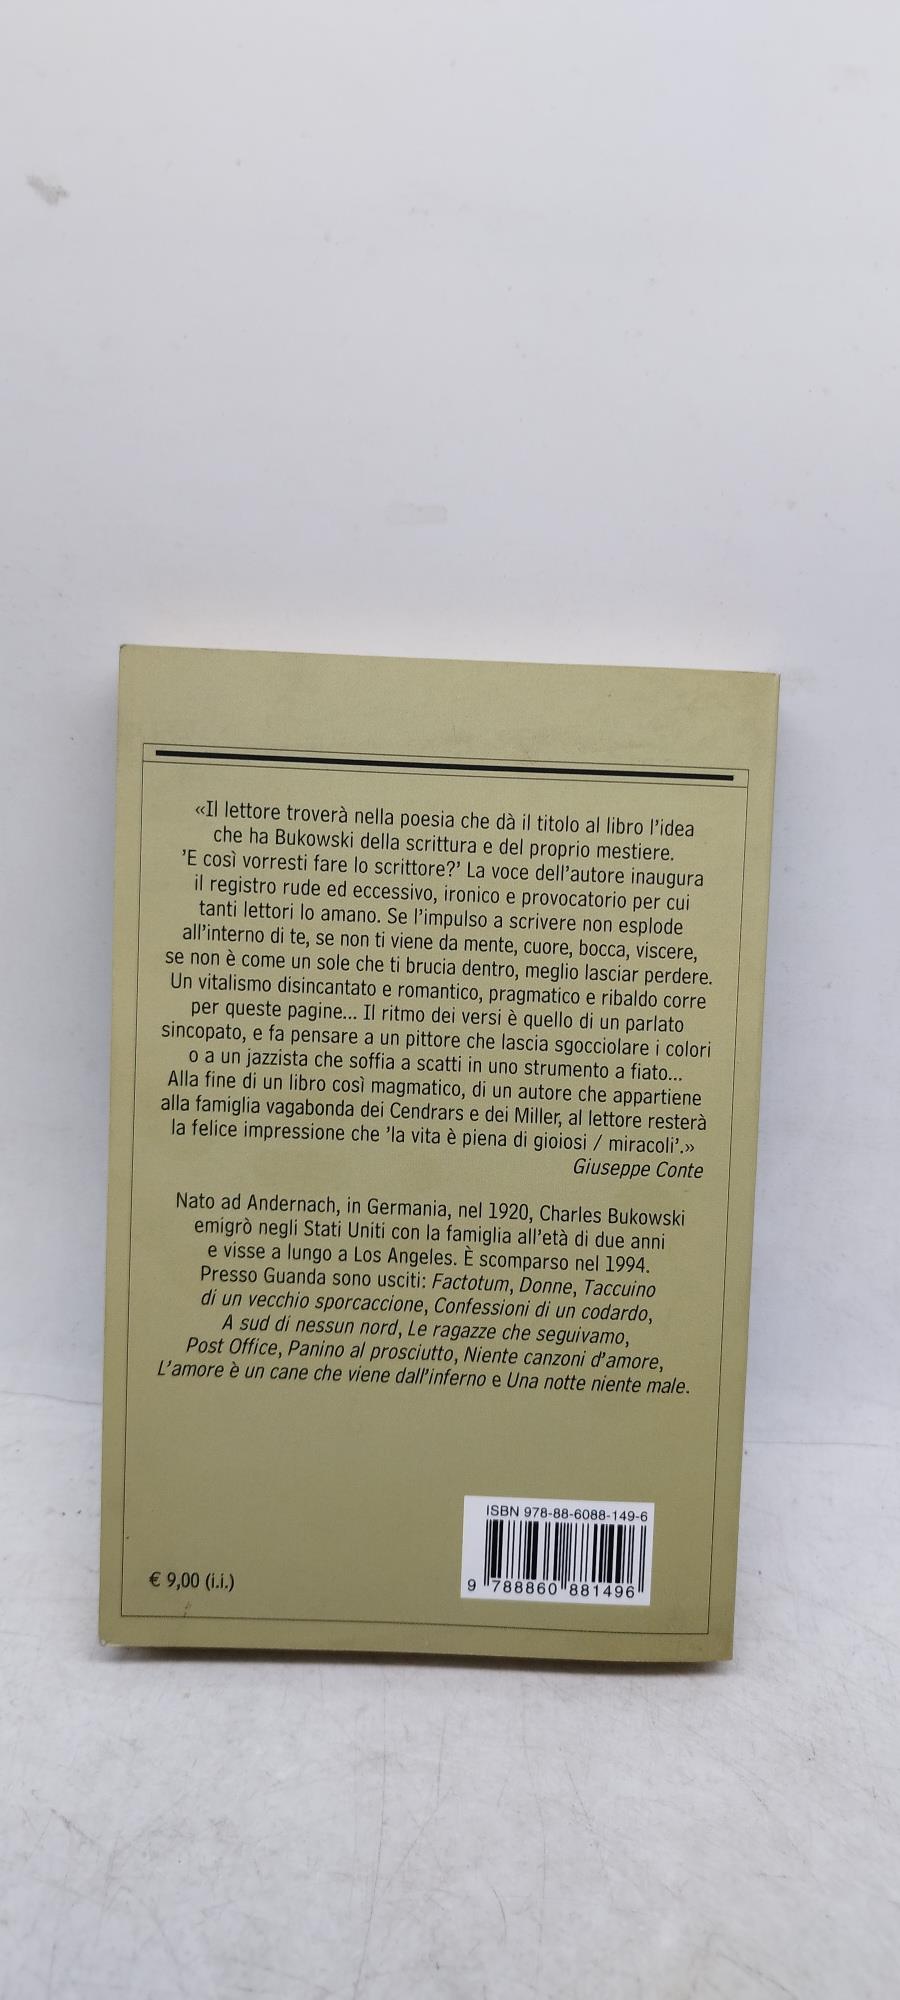 «Il lettore troverà nella poesia che dà il titolo al libro l'idea
che ha Bukowski della scrittura e del proprio mestiere.
'E così vorresti fare lo scrittore?' La voce dell'autore inaugura
il registro rude ed eccessivo, ironico e provocatorio per cui
tanti lettori lo amano. Se l'impulso a scrivere non esplode
all'interno di te, se non ti viene da mente, cuore, bocca, viscere,
se non è come un sole che ti brucia dentro, meglio lasciar perdere.
Un vitalismo disincantato e romantico, pragmatico e ribaldo corre
per queste pagine... Il ritmo dei versi è quello di un parlato
sincopato, e fa pensare a un pittore che lascia sgocciolare i colori
o a un jazzista che soffia a scatti in uno strumento a fiato...
Alla fine di un libro così magmatico, di un autore che appartiene
alla famiglia vagabonda dei Cendrars e dei Miller, al lettore resterà
la felice impressione che 'la vita è piena di gioiosi / miracoli'.»
Giuseppe Conte
Nato ad Andernach, in Germania, nel 1920, Charles Bukowski
emigrò negli Stati Uniti con la famiglia all'età di due anni
e visse a lungo a Los Angeles. È scomparso nel 1994.
Presso Guanda sono usciti: Factotum, Donne, Taccuino
di un vecchio sporcaccione, Confessioni di un codardo,
A sud di nessun nord, Le ragazze che seguivamo,
Post Office, Panino al prosciutto, Niente canzoni d'amore,
L'amore è un cane che viene dall'inferno e Una notte niente male.
ISBN 978-88-6088-149-6
9 788860 881496
€ 9,00 (i.i.)